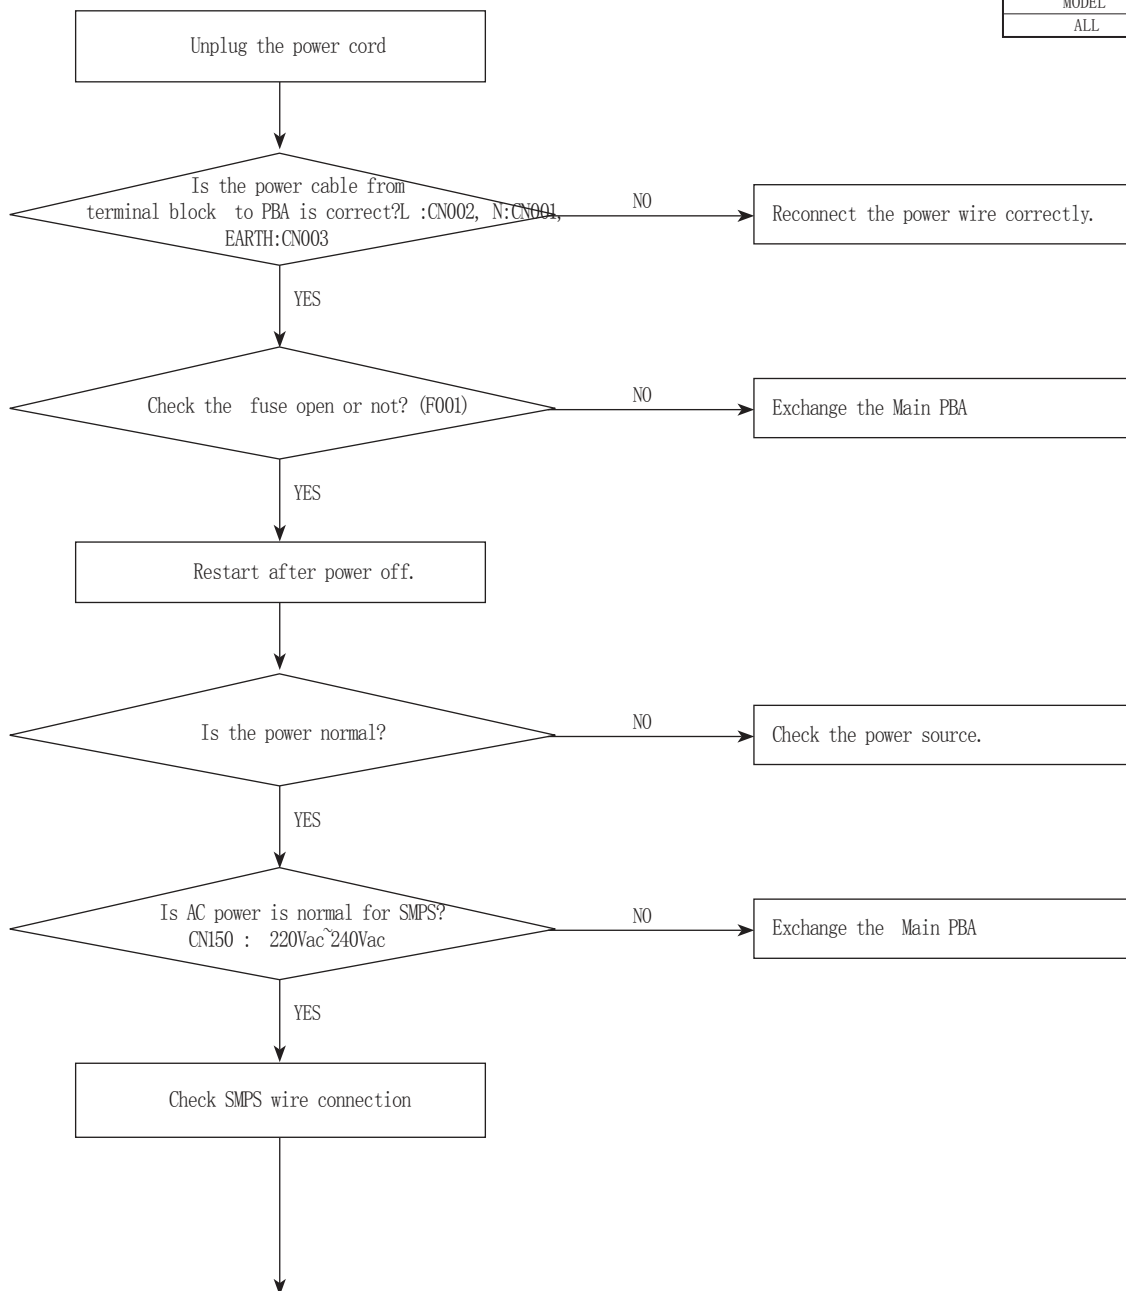 MODEL
ALL
Unplug the power cord
Is the power cable from
terminal block to PBA is correct?L :CN002, N:CN001,
EARTH:CN003
NO
Reconnect the power wire correctly.
YES
Check the fuse open or not? (F001)
NO
Exchange the Main PBA
YES
Restart after power off.
Is the power normal?
NO
Check the power source.
YES
Is AC power is normal for SMPS?
CN150 : 220Vac~240Vac
NO
Exchange the Main PBA
YES
Check SMPS wire connection